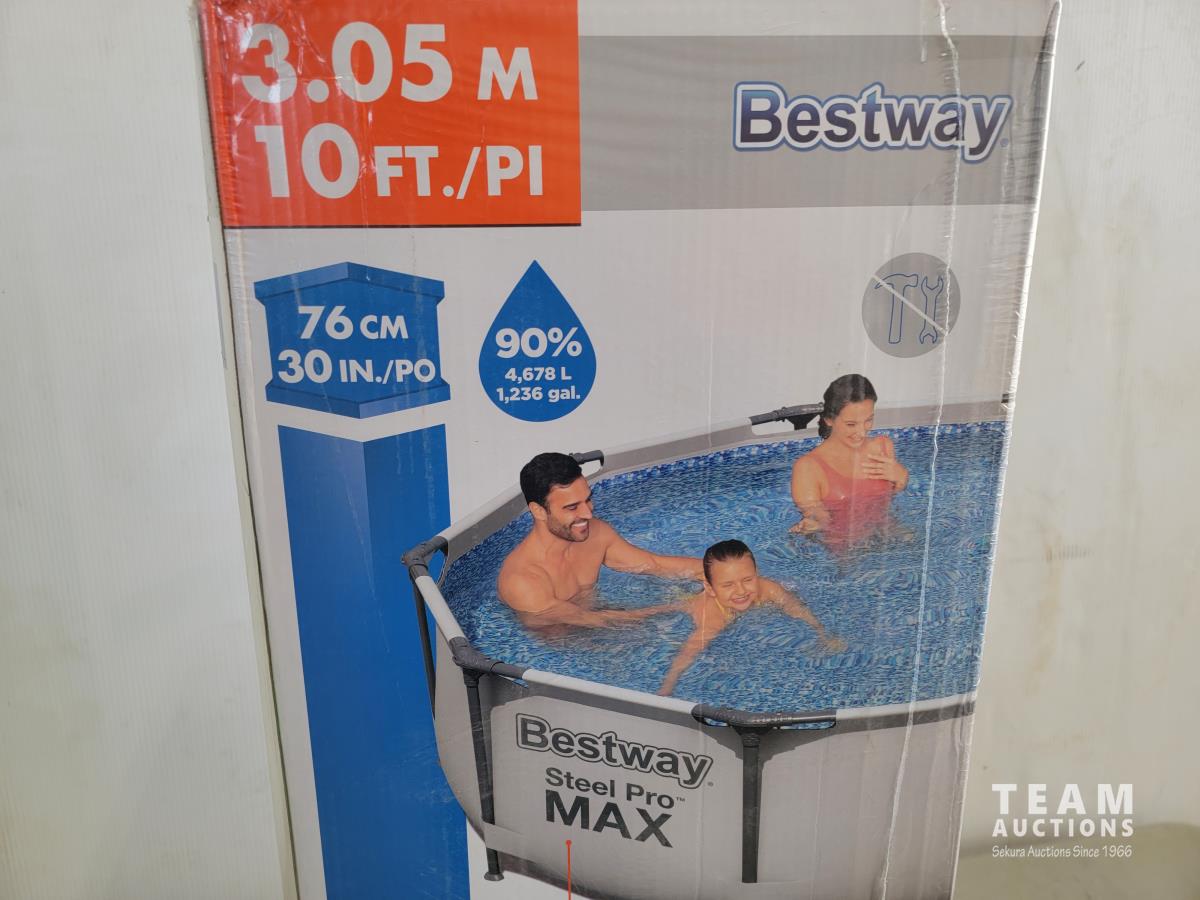 3.05 M
10 FT./PI
Bestway
76 CM
30 IN./PO
90%
4,678 L
1,236 gal.
Bestway
Steel Pro™
MAX
TEAM
AUCTIONS
Sekura Auctions Since 1966